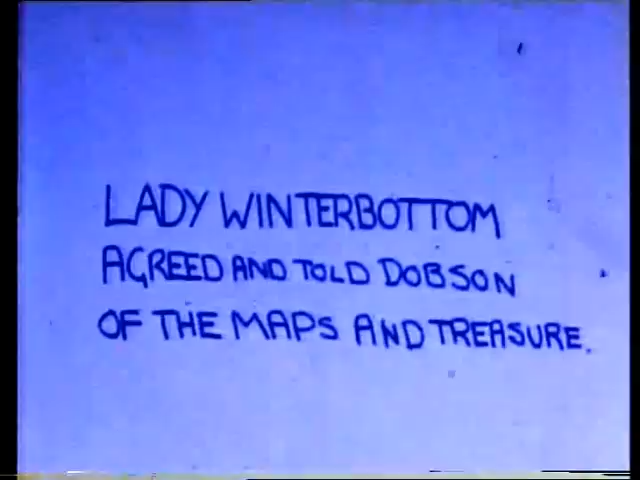 LADY WINTERBOTTOM
AGREED AND TOLD DOBSON
OF THE MAPS AND TREASURE.